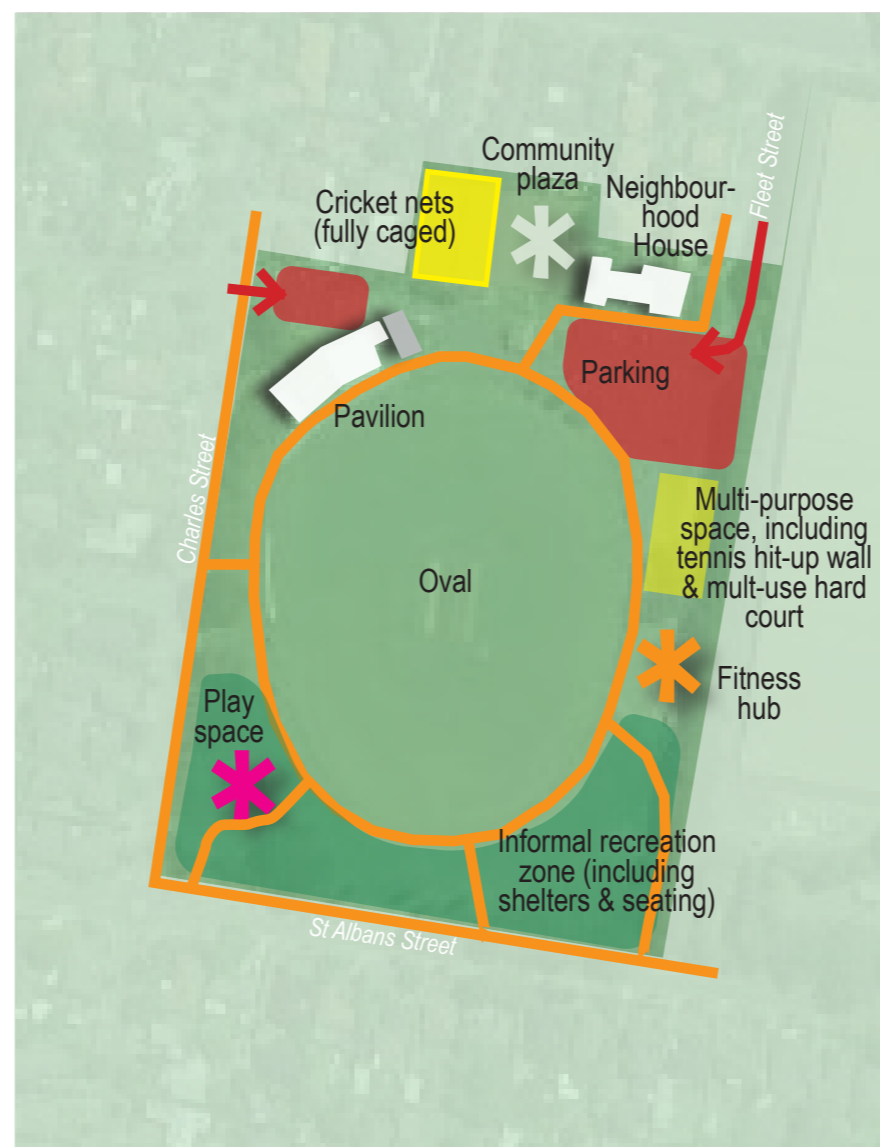 Community
plaza
Fleet Street
Neighbour-
hood
House
Cricket nets
(fully caged)
Parking
Pavilion
Charles Street
Multi-purpose
space, including
tennis hit-up wall
& mult-use hard
court
Oval
Fitness
hub
Play
space
Informal recreation
zone (including
shelters & seating)
St Albans Street